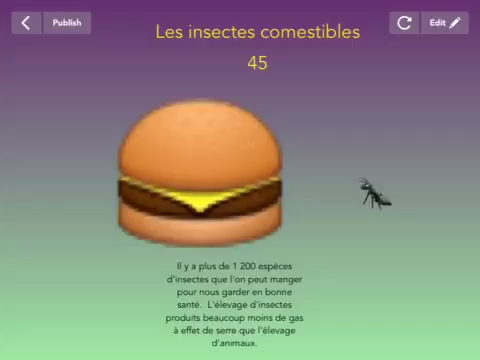 Publish
Edit
Les insectes comestibles
45
Il y a plus de 1 200 espèces
d'insectes que l'on peut manger
pour nous garder en bonne
santé. L'élevage d'insectes
produits beaucoup moins de gas
à effet de serre que l'élevage
d'animaux.